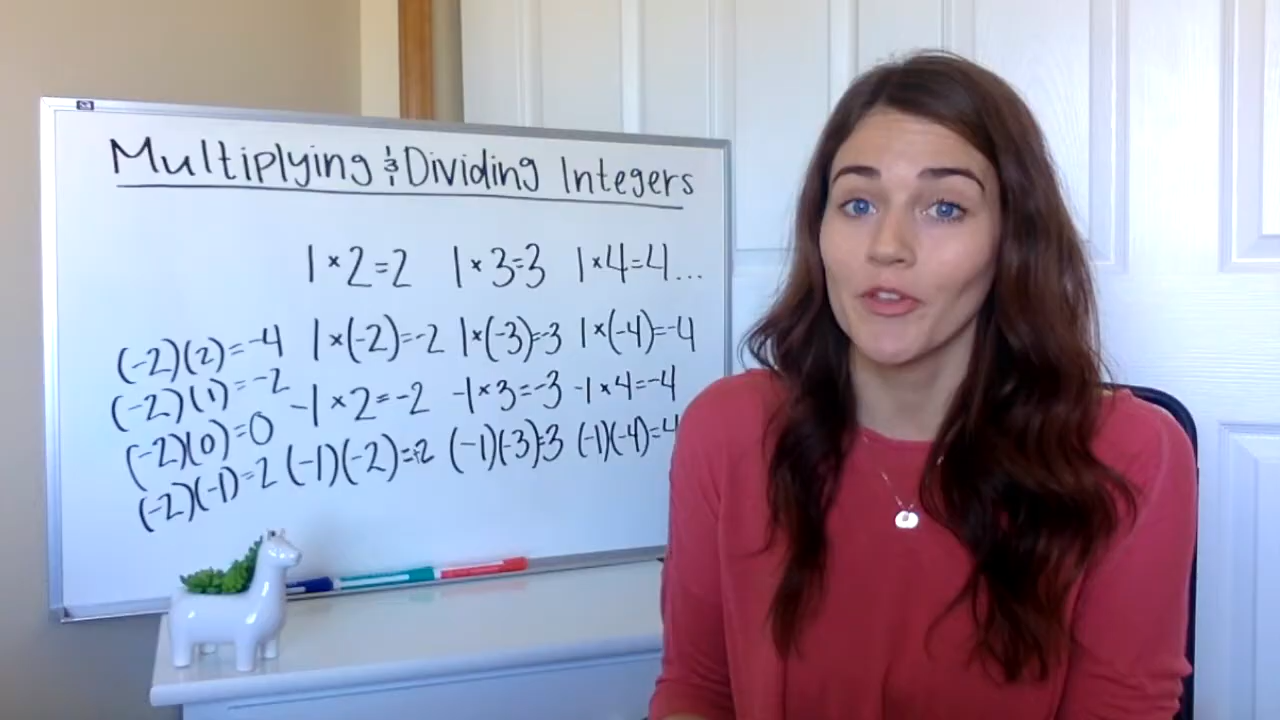 Multiplying & Dividing Integers
1 × 2 = 2 1 × 3 = 3 1 × 4 = 4 ...
(-2)(2) = -4 1 × (-2) = -2 1 × (-3) = -3 1 × (-4) = -4
(-2)(1) = -2 -1 × 2 = -2 -1 × 3 = -3 -1 × 4 = -4
(-2)(0) = 0 (-1)(-2) = +2 (-1)(-3) = 3 (-1)(-4) = 4
(-2)(-1) = 2